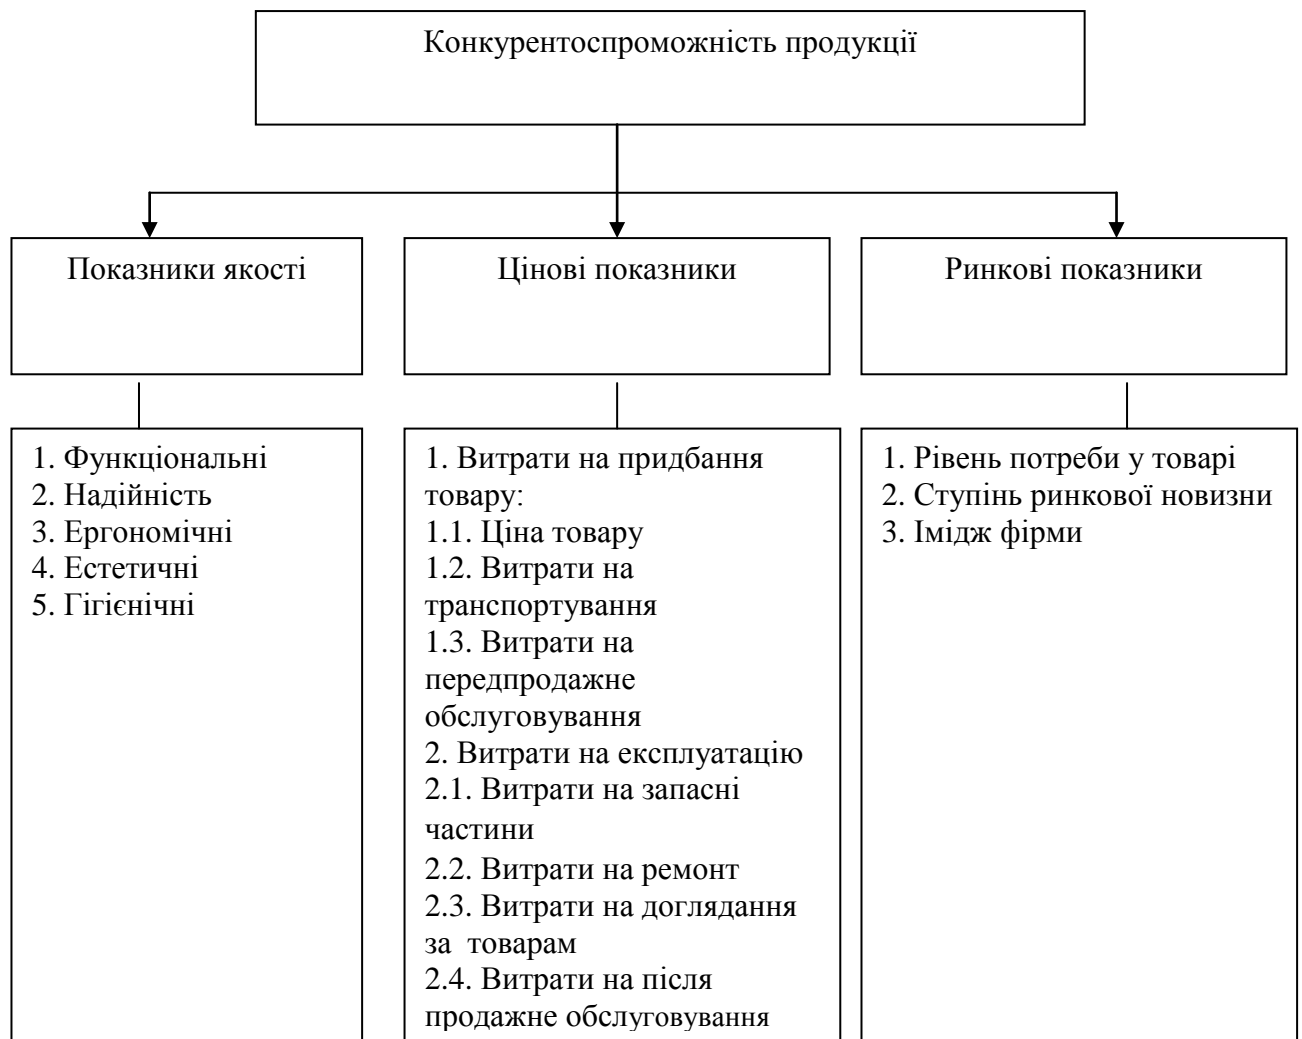 Конкурентоспроможність продукції
Показники якості
Цінові показники
Ринкові показники
1. Функціональні
2. Надійність
3. Ергономічні
4. Естетичні
5. Гігієнічні
1. Витрати на придбання
товару:
1.1. Ціна товару
1.2. Витрати на
транспортування
1.3. Витрати на
передпродажне
обслуговування
2. Витрати на експлуатацію
2.1. Витрати на запасні
частини
2.2. Витрати на ремонт
2.3. Витрати на доглядання
за товарам
2.4. Витрати на після
продажне обслуговування
1. Рівень потреби у товарі
2. Ступінь ринкової новизни
3. Імідж фірми